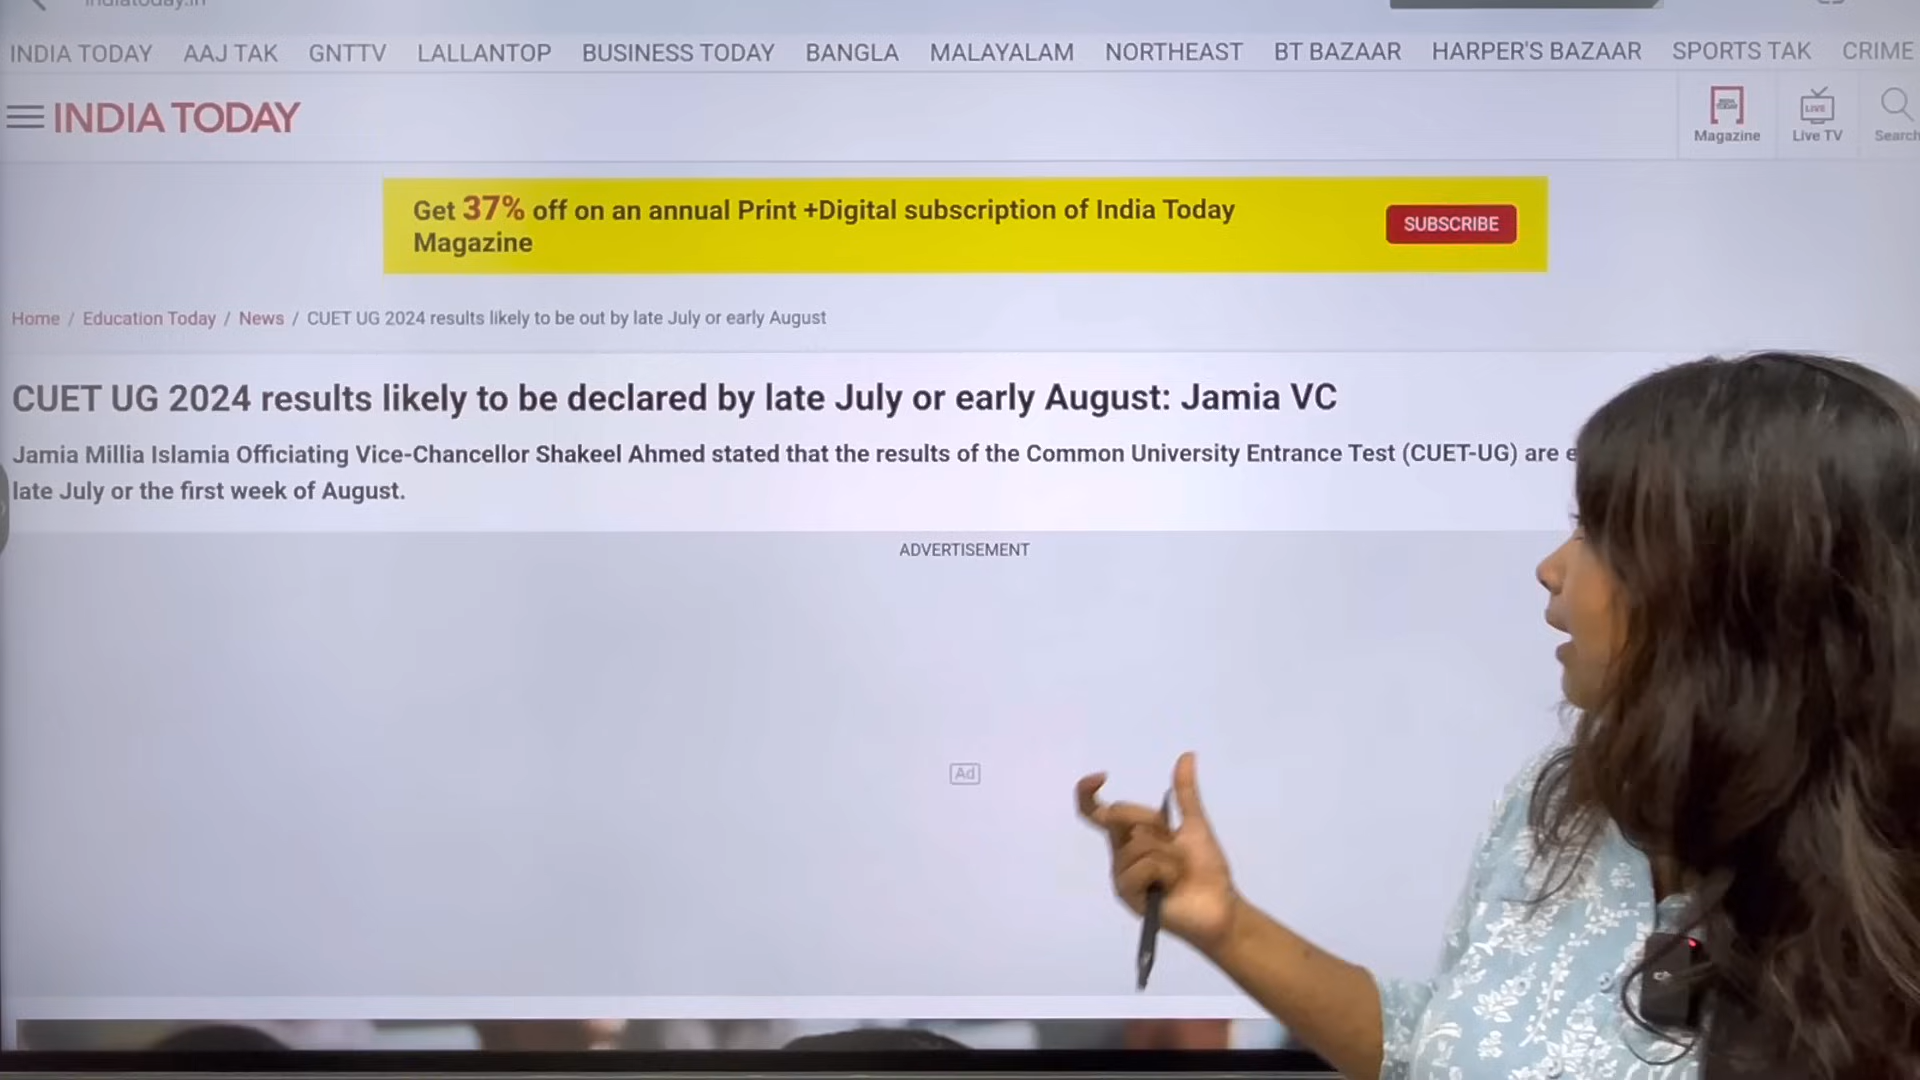 indiatoday.in
INDIA TODAY AAJ TAK GNTTV LALLANTOP BUSINESS TODAY BANGLA MALAYALAM NORTHEAST BT BAZAAR HARPER'S BAZAAR SPORTS TAK CRIME
INDIA TODAY
Magazine
LIVE
Live TV
Search
Get 37% off on an annual Print +Digital subscription of India Today
Magazine
SUBSCRIBE
Home / Education Today / News / CUET UG 2024 results likely to be out by late July or early August
CUET UG 2024 results likely to be declared by late July or early August: Jamia VC
Jamia Millia Islamia Officiating Vice-Chancellor Shakeel Ahmed stated that the results of the Common University Entrance Test (CUET-UG) are
late July or the first week of August.
ADVERTISEMENT
Ad